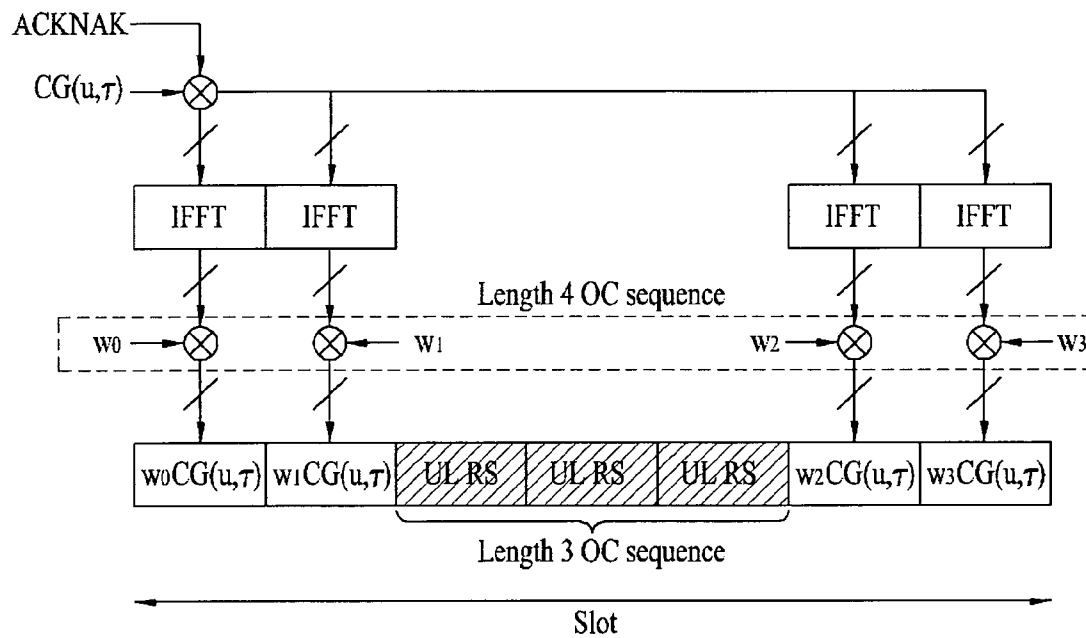 ACKNAK
CG(u,τ)
IFFT IFFT IFFT IFFT
Length 4 OC sequence
w0 w1 w2 w3
w0CG(u,τ) w1CG(u,τ) UL RS UL RS UL RS w2CG(u,τ) w3CG(u,τ)
Length 3 OC sequence
Slot